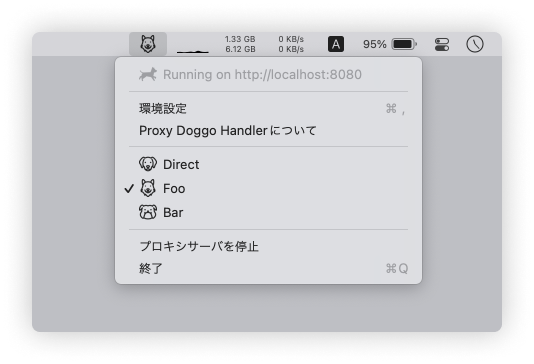 1.33 GB 0 KB/s
6.12 GB 0 KB/s
A
95%
Running on http://localhost:8080
環境設定 ⌘ ,
Proxy Doggo Handlerについて
Direct
✓ Foo
Bar
プロキシサーバを停止
終了 ⌘Q